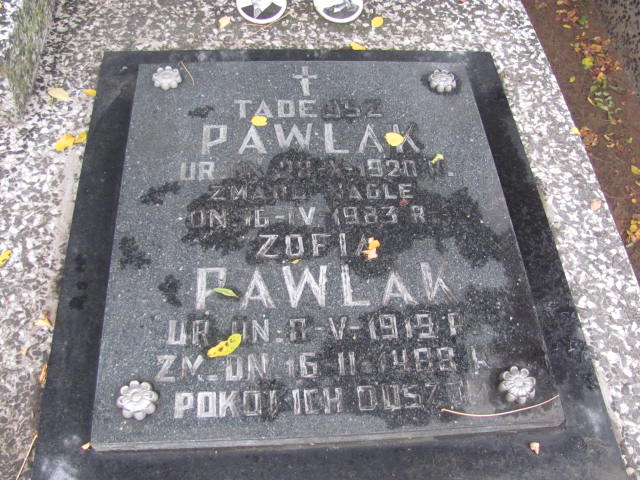 TADEUSZ
PAWLAK
UR. DN. 28-X-1920 R.
ZMARŁ NAGLE
DN. 16-IV-1983 R.
ZOFIA
PAWLAK
UR. DN. 8-V-1919 R.
ZM. DN. 16-II-1988 R.
POKÓJ ICH DUSZOM